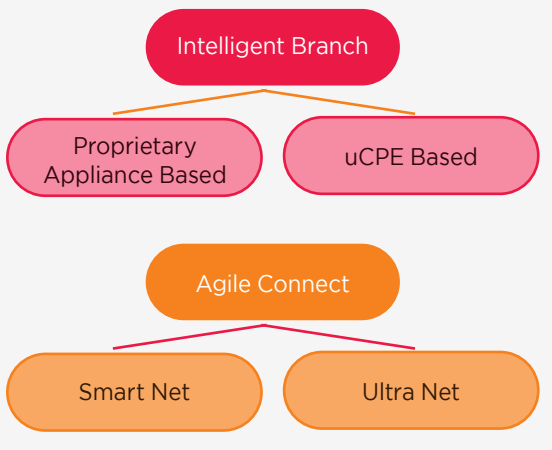 Intelligent Branch
Proprietary
Appliance Based
uCPE Based
Agile Connect
Smart Net
Ultra Net